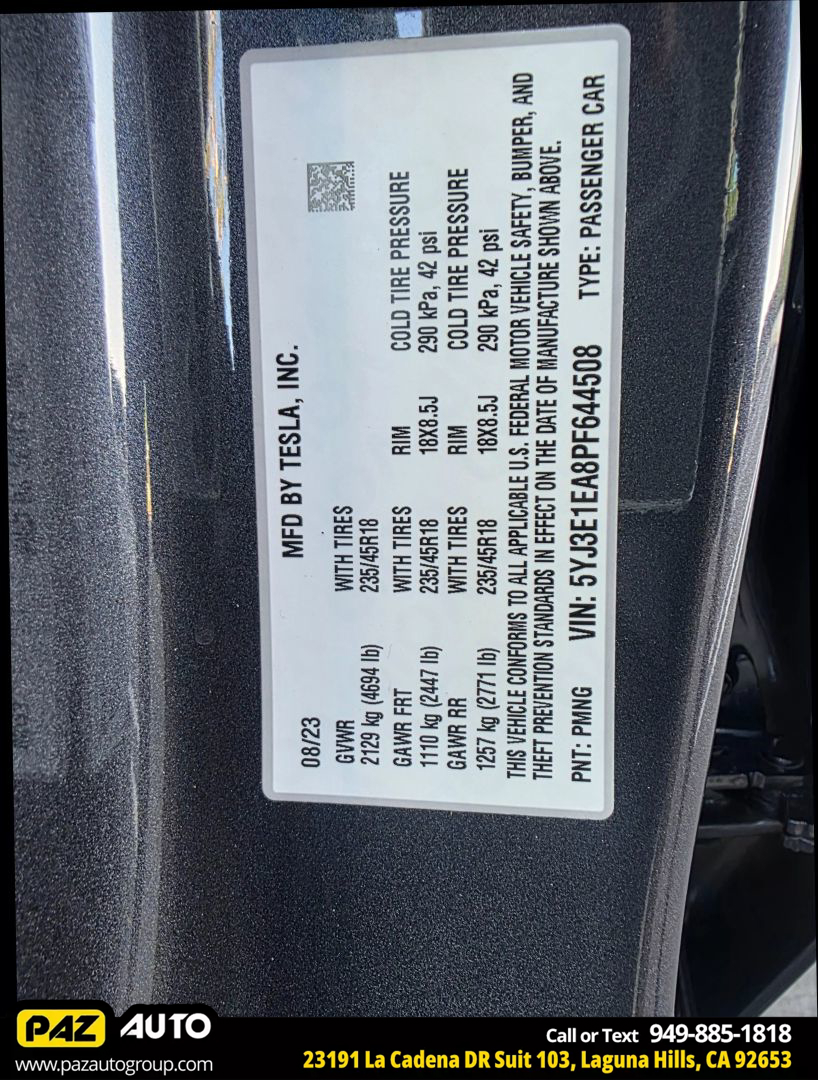 MFD BY TESLA, INC.
08/23
GVWR WITH TIRES
2129 kg (4694 lb) 235/45R18
GAWR FRT WITH TIRES RIM COLD TIRE PRESSURE
1110 kg (2447 lb) 235/45R18 18X8.5J 290 kPa, 42 psi
GAWR RR WITH TIRES RIM COLD TIRE PRESSURE
1257 kg (2771 lb) 235/45R18 18X8.5J 290 kPa, 42 psi
THIS VEHICLE CONFORMS TO ALL APPLICABLE U.S. FEDERAL MOTOR VEHICLE SAFETY, BUMPER, AND
THEFT PREVENTION STANDARDS IN EFFECT ON THE DATE OF MANUFACTURE SHOWN ABOVE.
PNT: PMNG VIN: 5YJ3E1EA8PF644508 TYPE: PASSENGER CAR
PAZ AUTO
www.pazautogroup.com
Call or Text 949-885-1818
23191 La Cadena DR Suit 103, Laguna Hills, CA 92653